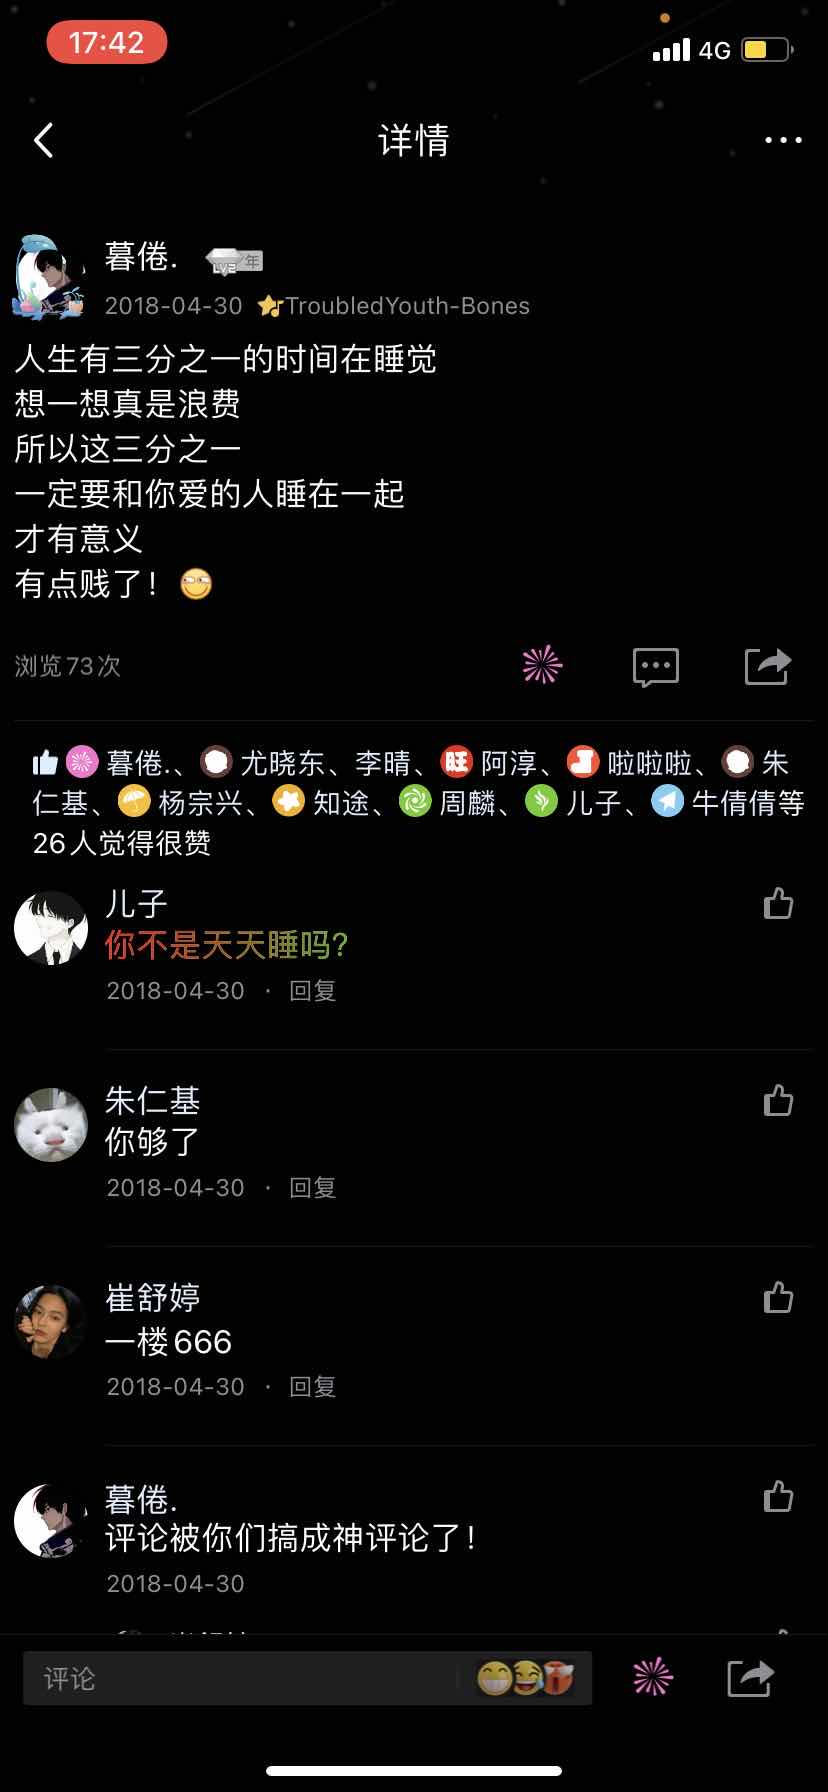 17:42
4G
详情
暮倦.
LV2 年
2018-04-30 TroubledYouth-Bones
人生有三分之一的时间在睡觉
想一想真是浪费
所以这三分之一
一定要和你爱的人睡在一起
才有意义
有点贱了！
浏览73次
暮倦.、尤晓东、李晴、旺阿淳、啦啦啦、朱
仁基、杨宗兴、知途、周麟、儿子、牛倩倩等
26人觉得很赞
儿子
你不是天天睡吗?
2018-04-30 · 回复
朱仁基
你够了
2018-04-30 · 回复
崔舒婷
一楼666
2018-04-30 · 回复
暮倦.
评论被你们搞成神评论了！
2018-04-30
评论